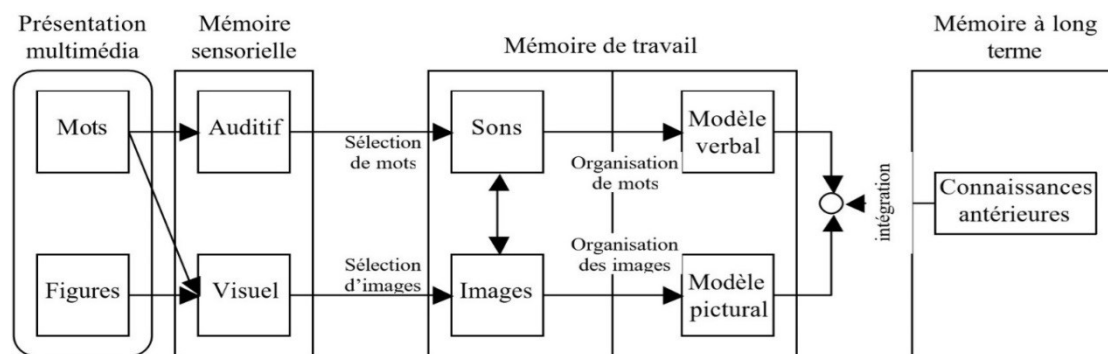 Présentation
multimédia
Mémoire
sensorielle
Mémoire de travail
Mémoire à long
terme
Mots
Auditif
Sélection
de mots
Sons
Organisation
de mots
Modèle
verbal
intégration
Connaissances
antérieures
Figures
Visuel
Sélection
d’images
Images
Organisation
des images
Modèle
pictural